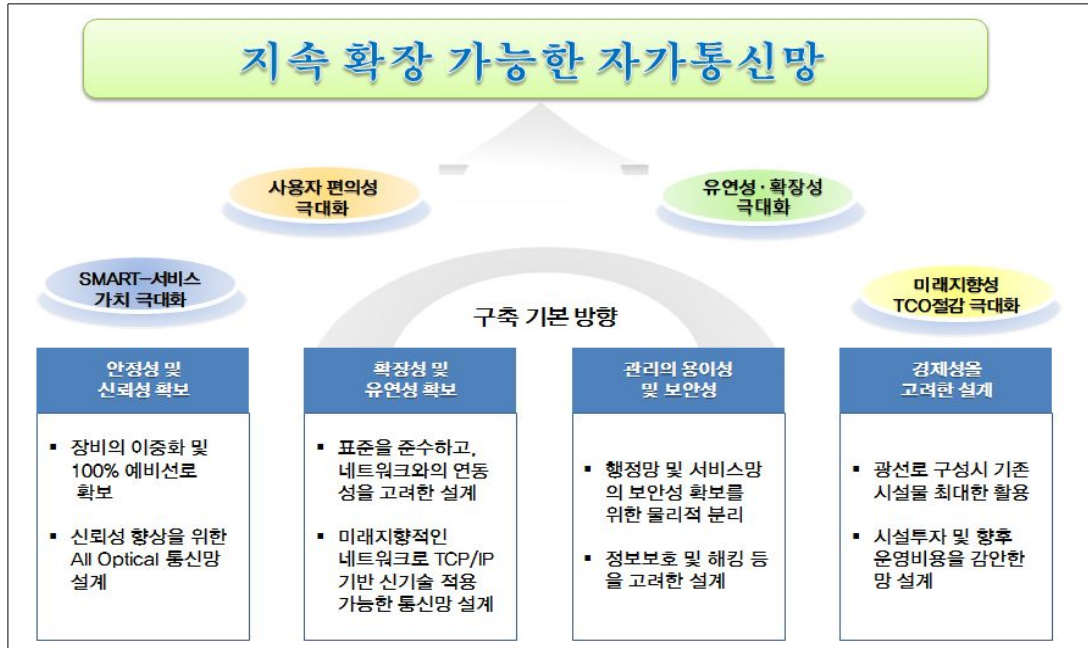 지속 확장 가능한 자가통신망
사용자 편의성
극대화
유연성·확장성
극대화
SMART-서비스
가치 극대화
미래지향성
TCO절감 극대화
구축 기본 방향
안정성 및
신뢰성 확보
▪ 장비의 이중화 및
100% 예비선로
확보
▪ 신뢰성 향상을 위한
All Optical 통신망
설계
확장성 및
유연성 확보
▪ 표준을 준수하고,
네트워크와의 연동
성을 고려한 설계
▪ 미래지향적인
네트워크로 TCP/IP
기반 신기술 적용
가능한 통신망 설계
관리의 용이성
및 보안성
▪ 행정망 및 서비스망
의 보안성 확보를
위한 물리적 분리
▪ 정보보호 및 해킹 등
을 고려한 설계
경제성을
고려한 설계
▪ 광선로 구성시 기존
시설물 최대한 활용
▪ 시설투자 및 향후
운영비용을 감안한
망 설계